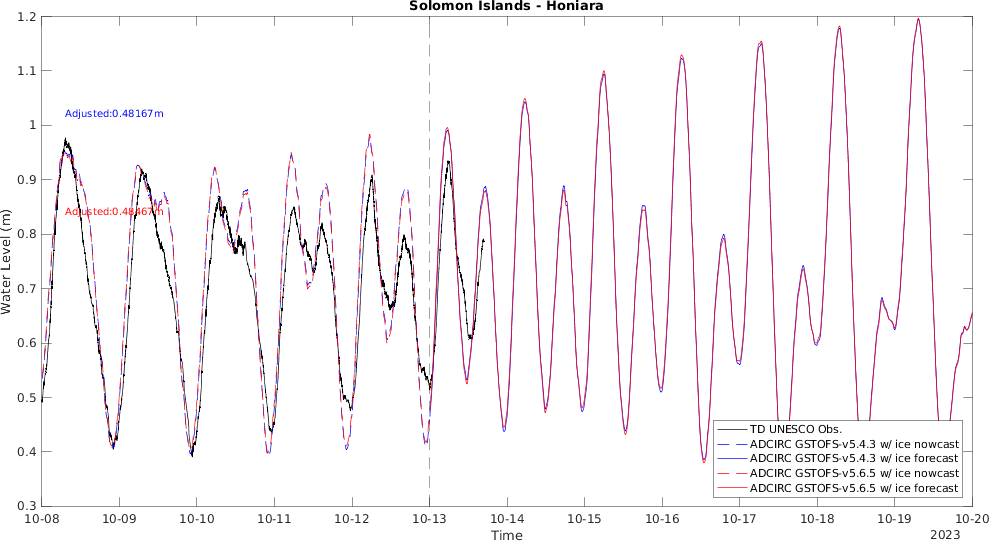 Solomon Islands - Honiara
1.2
1.1
1
0.9
0.8
0.7
0.6
0.5
0.4
0.3
Water Level (m)
Adjusted:0.48167m
Adjusted:0.48467m
TD UNESCO Obs.
ADCIRC GSTOFS-v5.4.3 w/ ice nowcast
ADCIRC GSTOFS-v5.4.3 w/ ice forecast
ADCIRC GSTOFS-v5.6.5 w/ ice nowcast
ADCIRC GSTOFS-v5.6.5 w/ ice forecast
10-08 10-09 10-10 10-11 10-12 10-13 10-14 10-15 10-16 10-17 10-18 10-19 10-20
Time
2023